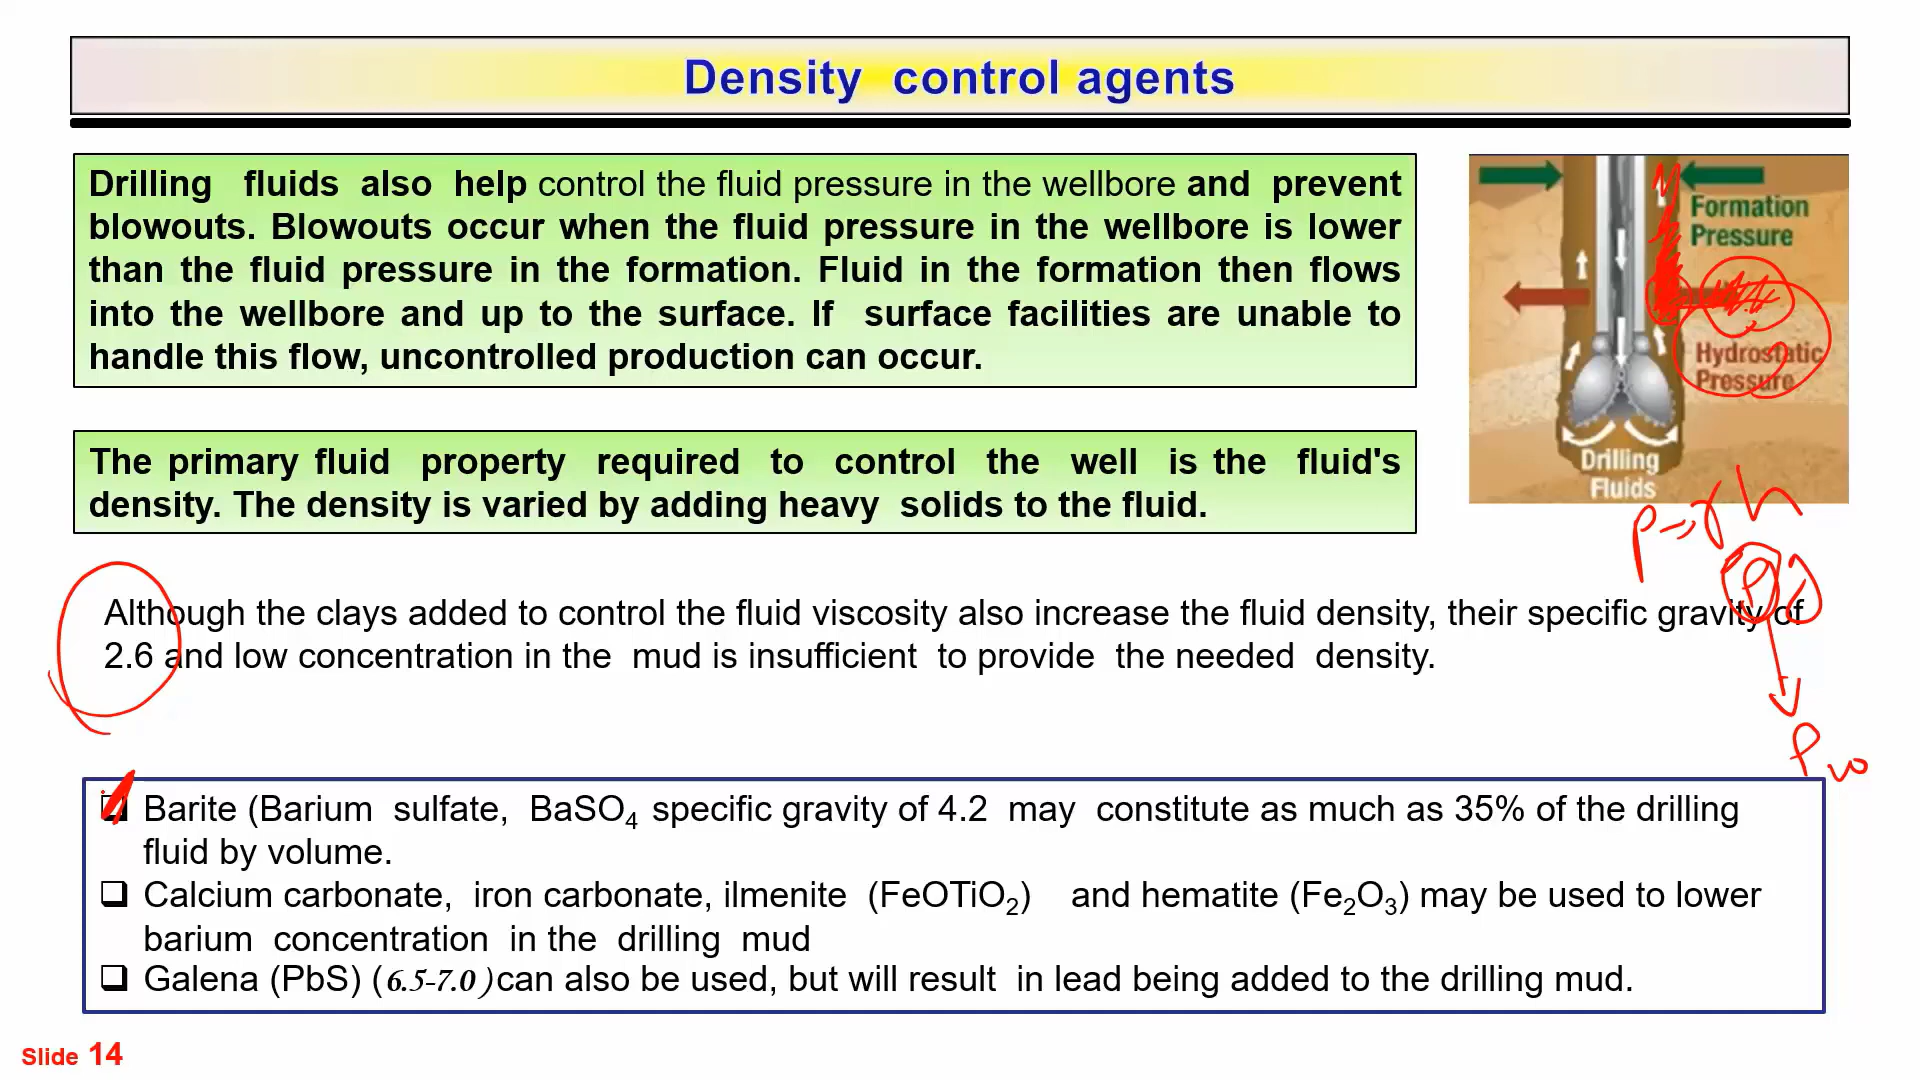 Density control agents
Drilling fluids also help control the fluid pressure in the wellbore and prevent
blowouts. Blowouts occur when the fluid pressure in the wellbore is lower
than the fluid pressure in the formation. Fluid in the formation then flows
into the wellbore and up to the surface. If surface facilities are unable to
handle this flow, uncontrolled production can occur.
Formation
Pressure
Hydrostatic
Pressure
Drilling
Fluids
The primary fluid property required to control the well is the fluid's
density. The density is varied by adding heavy solids to the fluid.
Although the clays added to control the fluid viscosity also increase the fluid density, their specific gravity of
2.6 and low concentration in the mud is insufficient to provide the needed density.
Barite (Barium sulfate, BaSO4 specific gravity of 4.2 may constitute as much as 35% of the drilling
fluid by volume.
Calcium carbonate, iron carbonate, ilmenite (FeOTiO2) and hematite (Fe2O3) may be used to lower
barium concentration in the drilling mud
Galena (PbS) (6.5-7.0) can also be used, but will result in lead being added to the drilling mud.
Slide 14